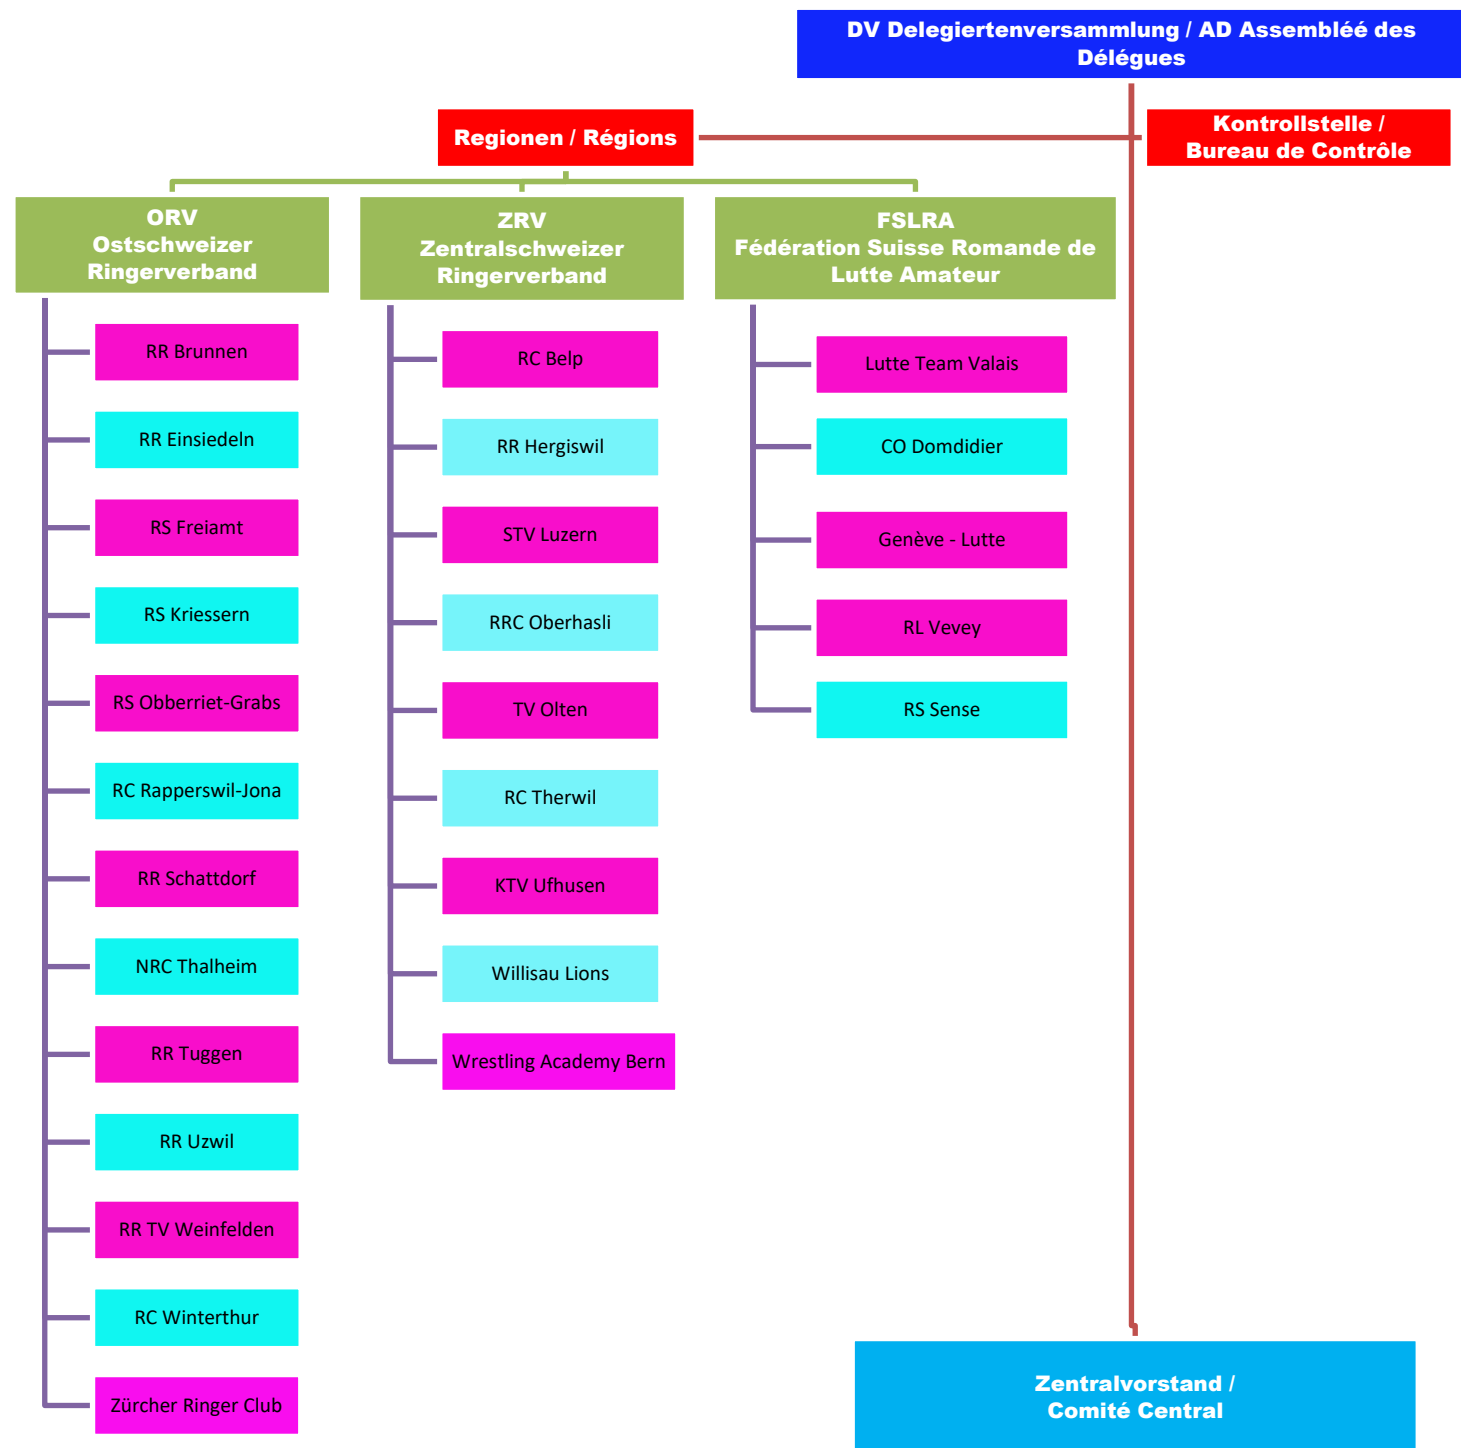 DV Delegiertenversammlung / AD Assembléé des
Délégues
Regionen / Régions
Kontrollstelle /
Bureau de Contrôle
ORV
Ostschweizer
Ringerverband
ZRV
Zentralschweizer
Ringerverband
FSLRA
Fédération Suisse Romande de
Lutte Amateur
RR Brunnen
RR Einsiedeln
RS Freiamt
RS Kriessern
RS Obberriet-Grabs
RC Rapperswil-Jona
RR Schattdorf
NRC Thalheim
RR Tuggen
RR Uzwil
RR TV Weinfelden
RC Winterthur
Zürcher Ringer Club
RC Belp
RR Hergiswil
STV Luzern
RRC Oberhasli
TV Olten
RC Therwil
KTV Ufhusen
Willisau Lions
Wrestling Academy Bern
Lutte Team Valais
CO Domdidier
Genève - Lutte
RL Vevey
RS Sense
Zentralvorstand /
Comité Central